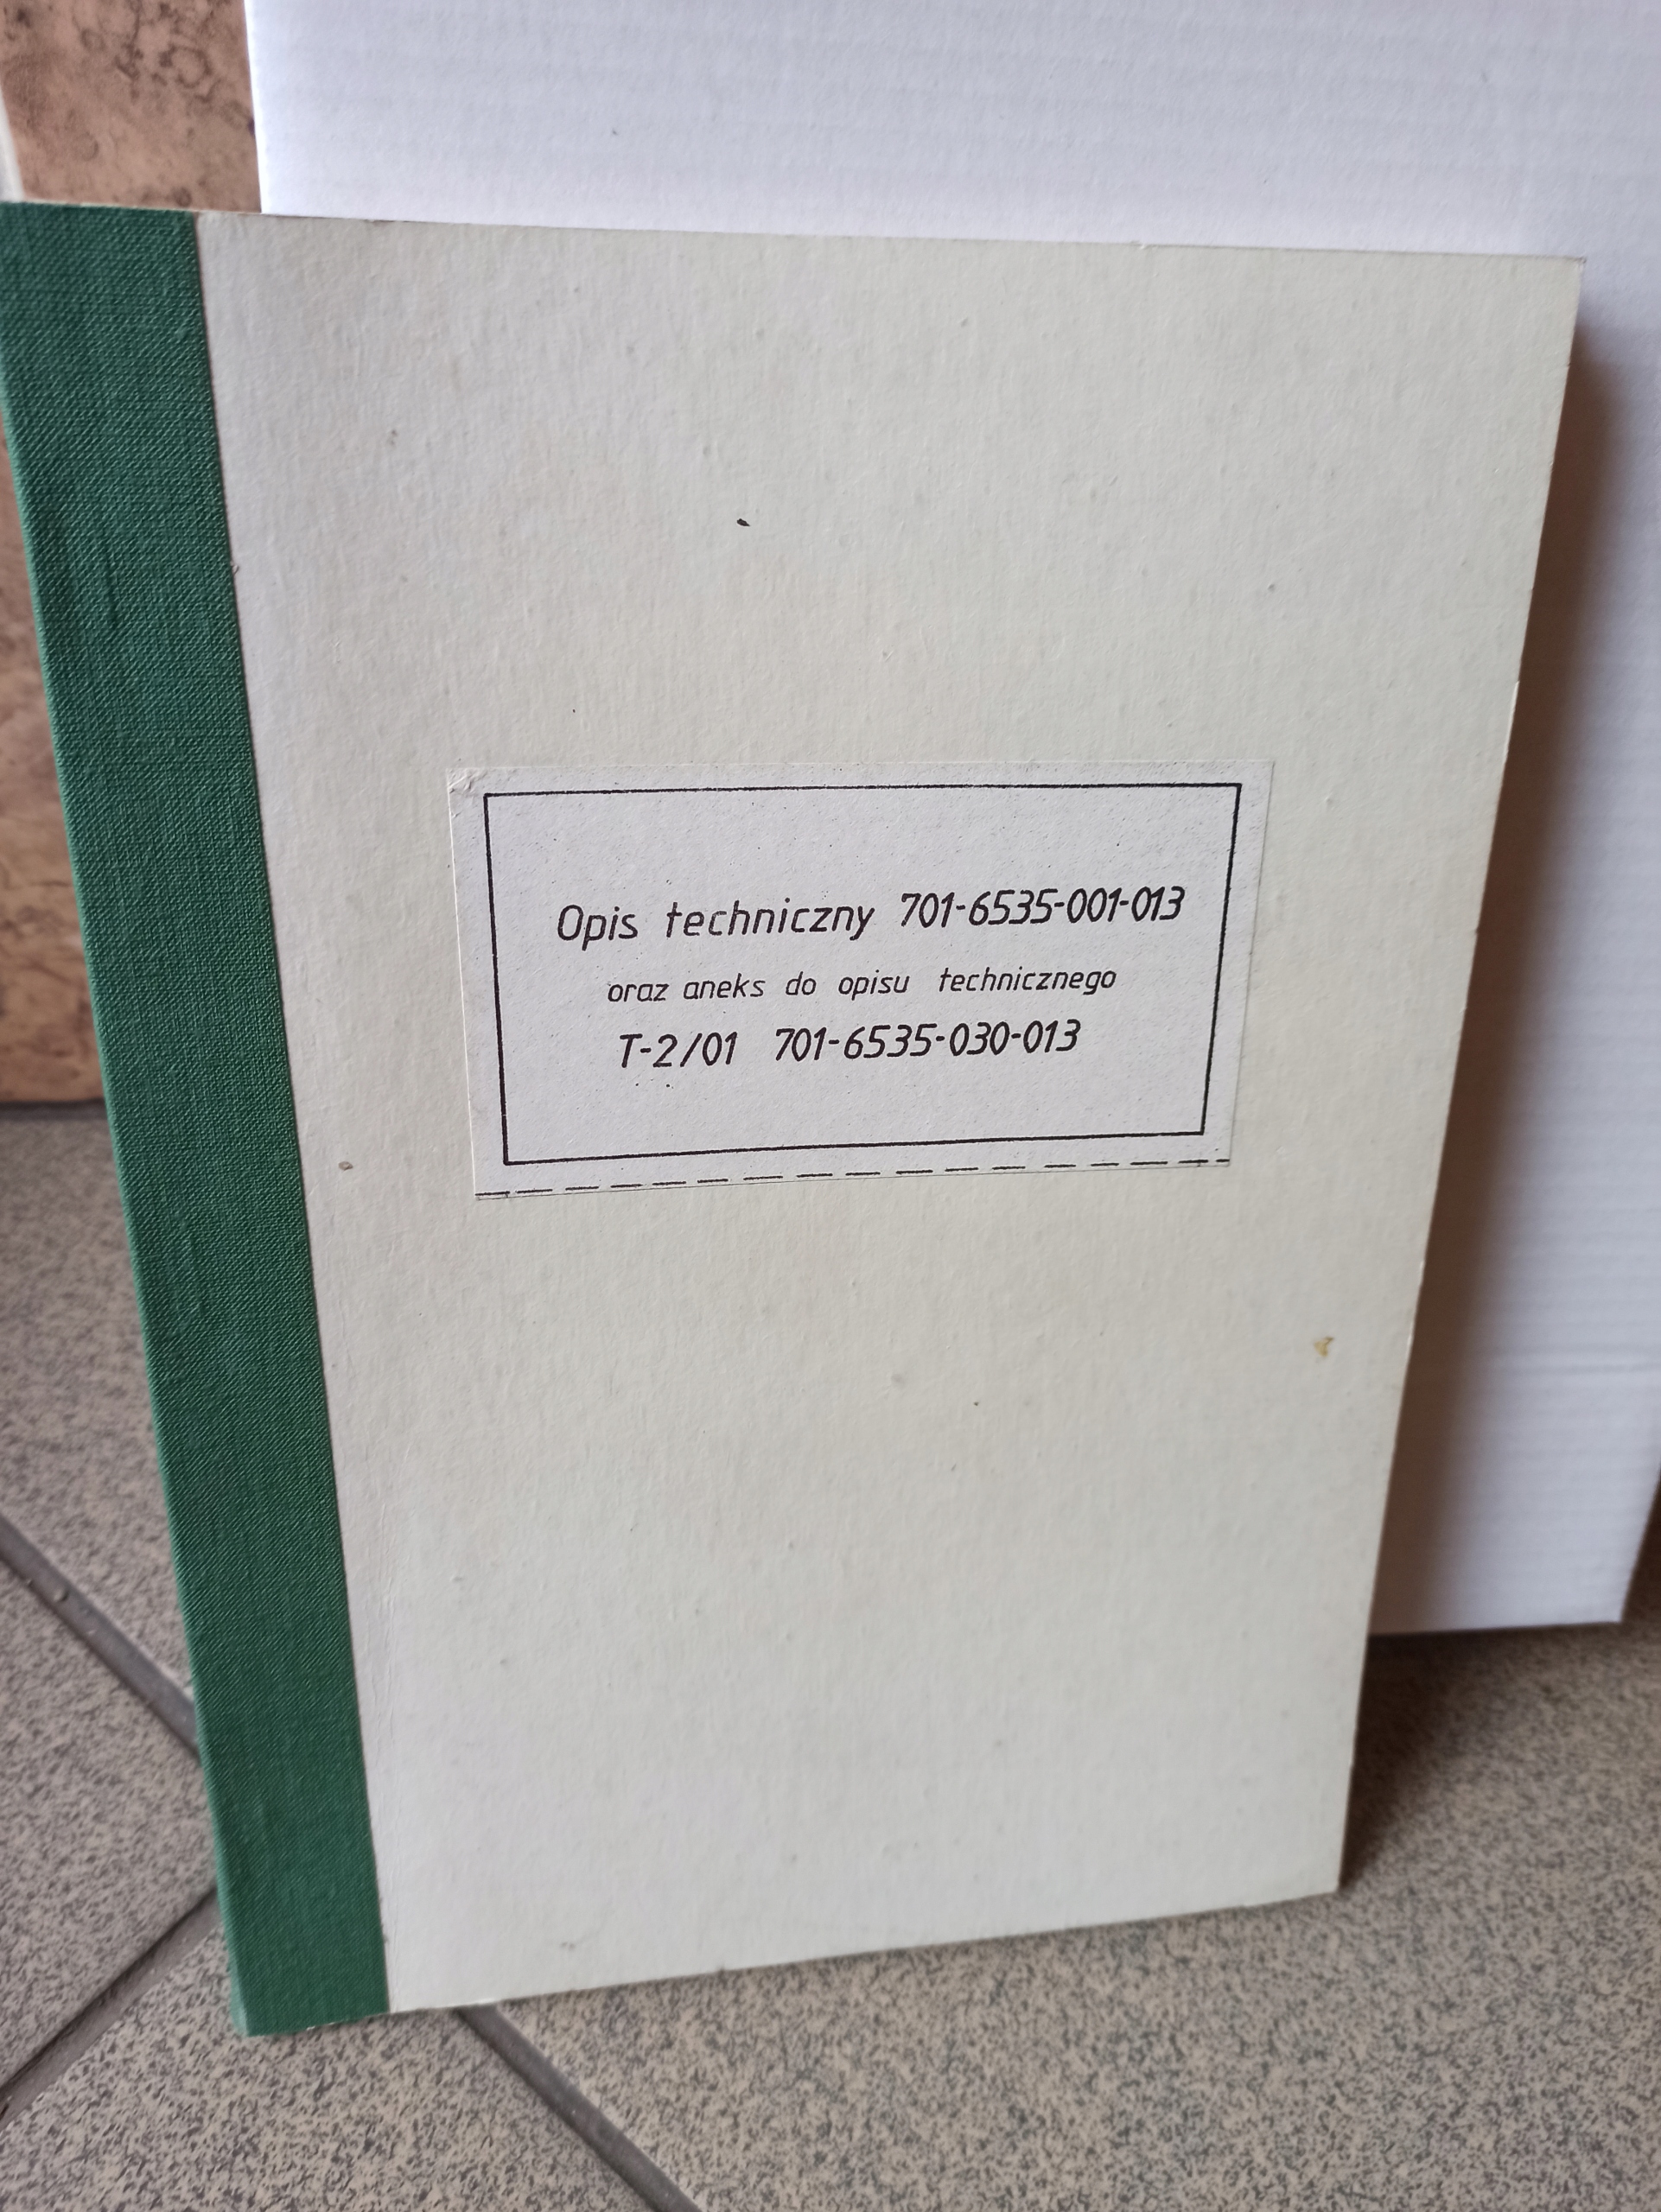 Opis techniczny 701-6535-001-013
oraz aneks do opisu technicznego
T-2/01 701-6535-030-013